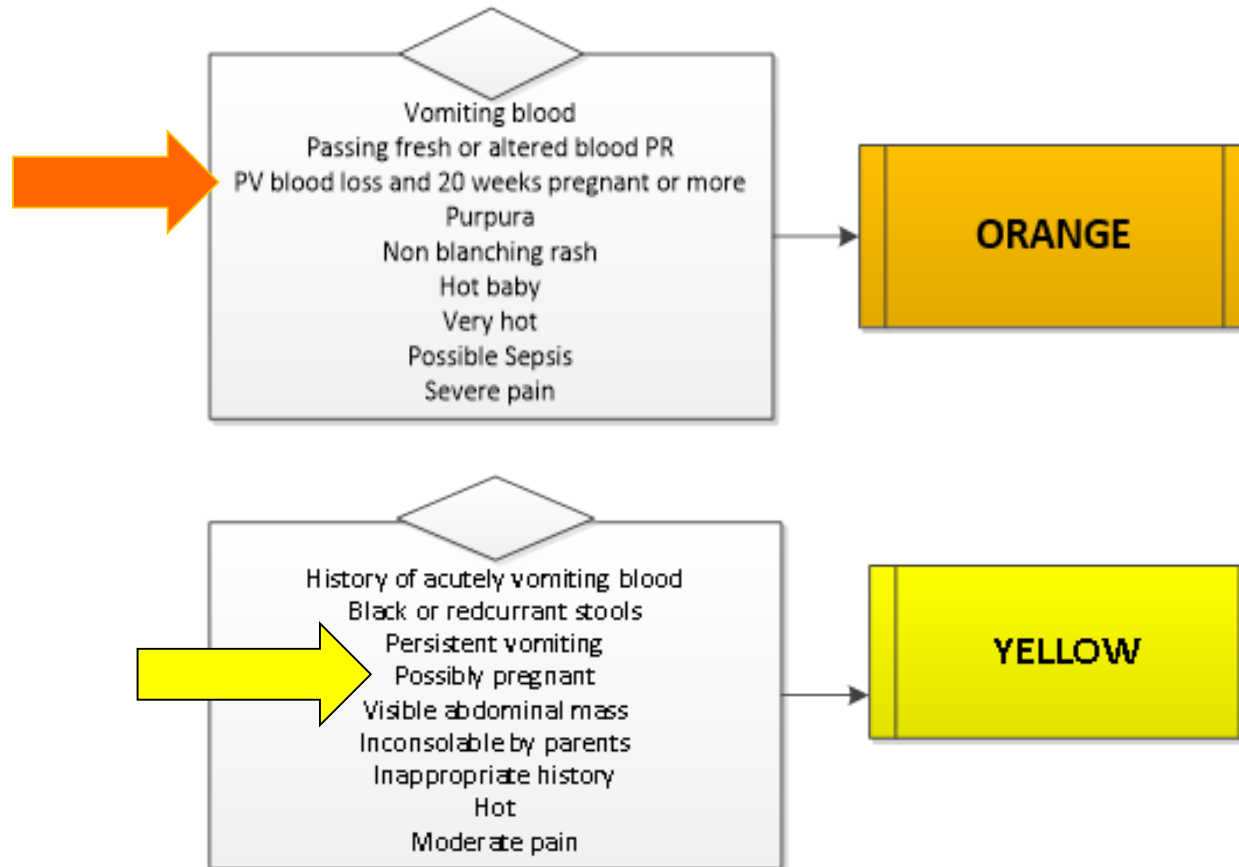 Vomiting blood
Passing fresh or altered blood PR
PV blood loss and 20 weeks pregnant or more
Purpura
Non blanching rash
Hot baby
Very hot
Possible Sepsis
Severe pain
ORANGE
History of acutely vomiting blood
Black or redcurrant stools
Persistent vomiting
Possibly pregnant
Visible abdominal mass
Inconsolable by parents
Inappropriate history
Hot
Moderate pain
YELLOW